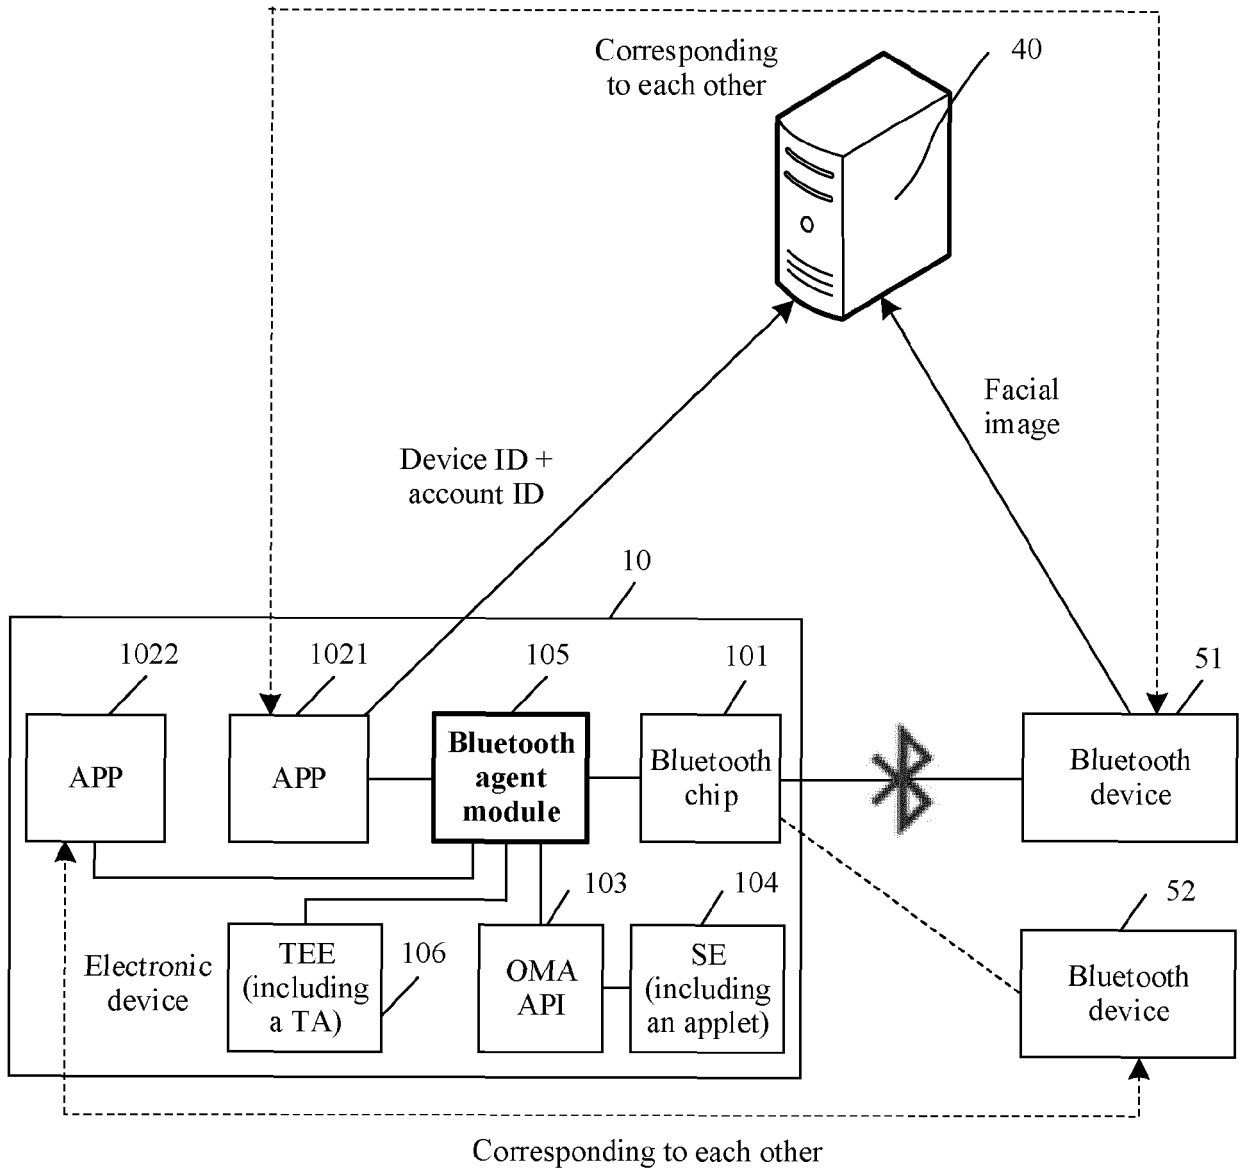 Corresponding
to each other
40
Facial
image
Device ID +
account ID
10
1022
1021
105
101
51
APP
APP
Bluetooth
agent
module
Bluetooth
chip
Bluetooth
device
103
104
52
Electronic
device
TEE
(including
a TA)
106
OMA
API
SE
(including
an applet)
Bluetooth
device
Corresponding to each other